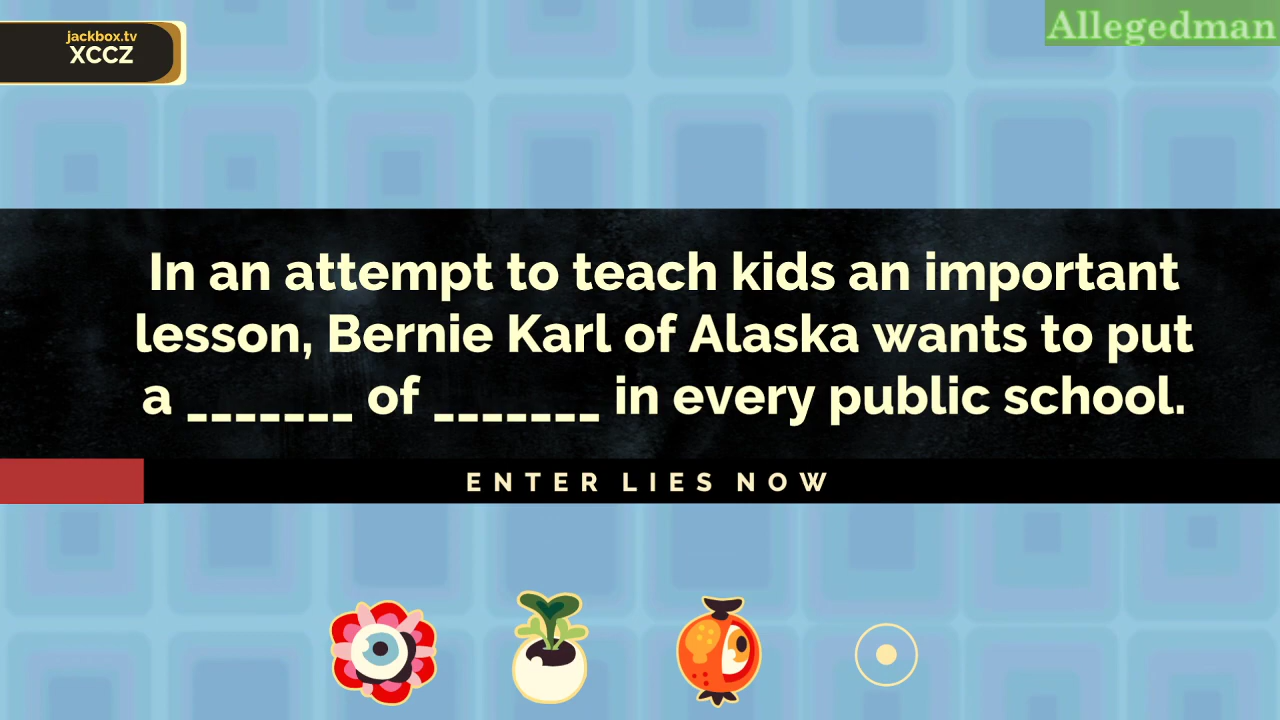 jackbox.tv
XCCZ
Allegedman
In an attempt to teach kids an important
lesson, Bernie Karl of Alaska wants to put
a _______ of _______ in every public school.
ENTER LIES NOW